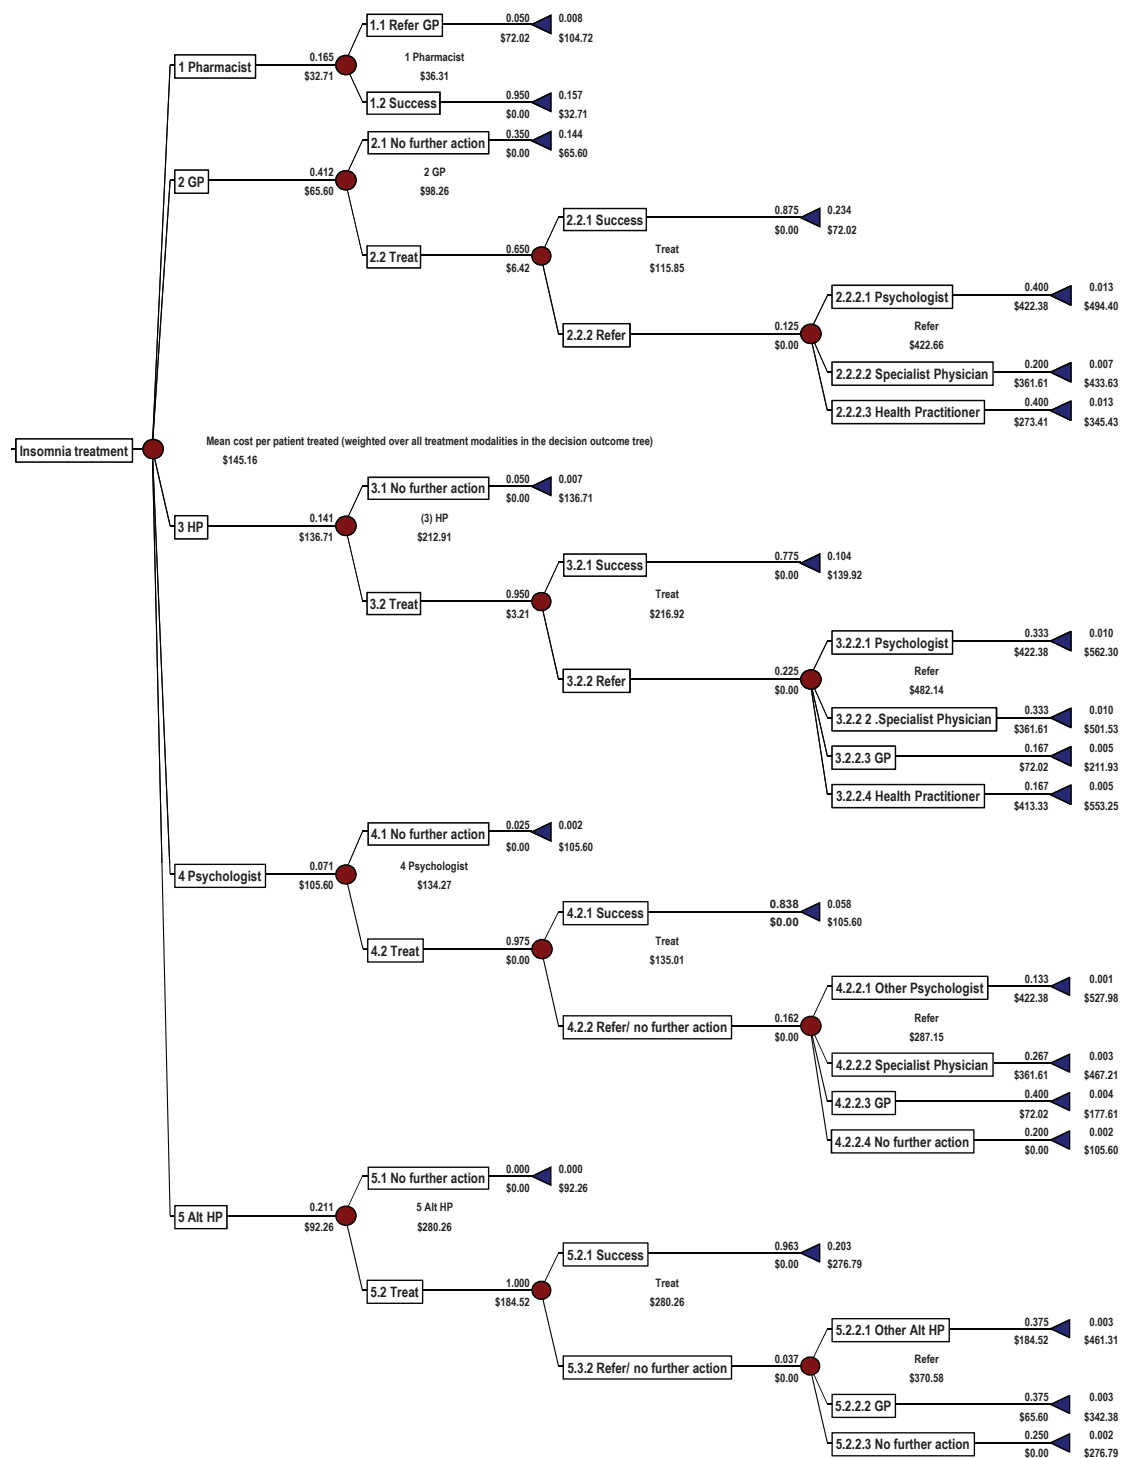 1.1 Refer GP
0.050
0.008
$72.02
$104.72
1 Pharmacist
0.165
$32.71
1 Pharmacist
$36.31
1.2 Success
0.950
0.157
$0.00
$32.71
2.1 No further action
0.350
0.144
$0.00
$65.60
2 GP
0.412
$65.60
2 GP
$98.26
2.2 Treat
0.650
$6.42
2.2.1 Success
0.875
0.234
$0.00
$72.02
Treat
$115.85
2.2.2 Refer
0.125
$0.00
2.2.2.1 Psychologist
0.400
0.013
$422.38
$494.40
Refer
$422.66
2.2.2.2 Specialist Physician
0.200
0.007
$361.61
$433.63
2.2.2.3 Health Practitioner
0.400
0.013
$273.41
$345.43
Insomnia treatment
Mean cost per patient treated (weighted over all treatment modalities in the decision outcome tree)
$145.16
3.1 No further action
0.050
0.007
$0.00
$136.71
3 HP
0.141
$136.71
(3) HP
$212.91
3.2 Treat
0.950
$3.21
3.2.1 Success
0.775
0.104
$0.00
$139.92
Treat
$216.92
3.2.2 Refer
0.225
$0.00
3.2.2.1 Psychologist
0.333
0.010
$422.38
$562.30
Refer
$482.14
3.2.2 2 .Specialist Physician
0.333
0.010
$361.61
$501.53
3.2.2.3 GP
0.167
0.005
$72.02
$211.93
3.2.2.4 Health Practitioner
0.167
0.005
$413.33
$553.25
4.1 No further action
0.025
0.002
$0.00
$105.60
4 Psychologist
0.071
$105.60
4 Psychologist
$134.27
4.2 Treat
0.975
$0.00
4.2.1 Success
0.838
0.058
$0.00
$105.60
Treat
$135.01
4.2.2 Refer/ no further action
0.162
$0.00
4.2.2.1 Other Psychologist
0.133
0.001
$422.38
$527.98
Refer
$287.15
4.2.2.2 Specialist Physician
0.267
0.003
$361.61
$467.21
4.2.2.3 GP
0.400
0.004
$72.02
$177.61
4.2.2.4 No further action
0.200
0.002
$0.00
$105.60
5.1 No further action
0.000
0.000
$0.00
$92.26
5 Alt HP
0.211
$92.26
5 Alt HP
$280.26
5.2 Treat
1.000
$184.52
5.2.1 Success
0.963
0.203
$0.00
$276.79
Treat
$280.26
5.3.2 Refer/ no further action
0.037
$0.00
5.2.2.1 Other Alt HP
0.375
0.003
$184.52
$461.31
Refer
$370.58
5.2.2.2 GP
0.375
0.003
$65.60
$342.38
5.2.2.3 No further action
0.250
0.002
$0.00
$276.79